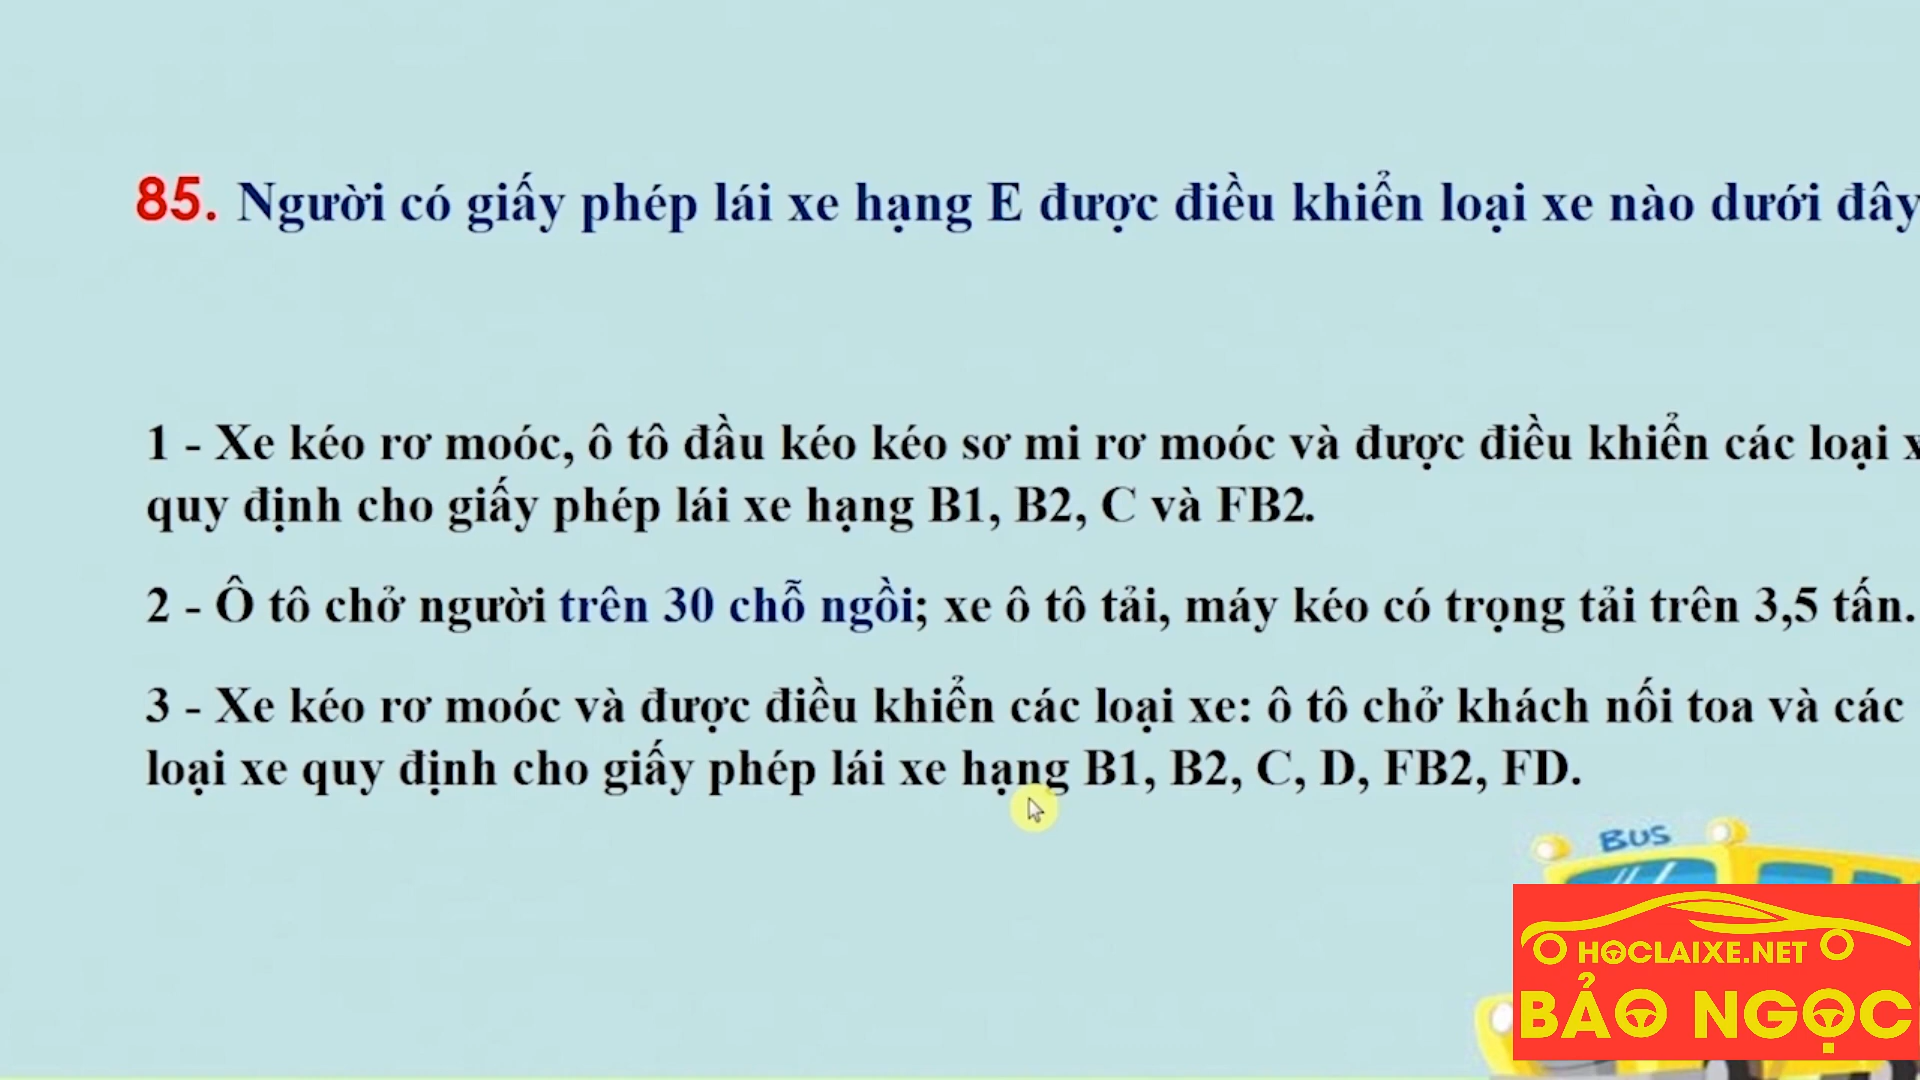 85. Người có giấy phép lái xe hạng E được điều khiển loại xe nào dưới đây
1 - Xe kéo rơ moóc, ô tô đầu kéo kéo sơ mi rơ moóc và được điều khiển các loại x
quy định cho giấy phép lái xe hạng B1, B2, C và FB2.
2 - Ô tô chở người trên 30 chỗ ngồi; xe ô tô tải, máy kéo có trọng tải trên 3,5 tấn.
3 - Xe kéo rơ moóc và được điều khiển các loại xe: ô tô chở khách nối toa và các
loại xe quy định cho giấy phép lái xe hạng B1, B2, C, D, FB2, FD.
BUS
HỌCLAIXE.NET
BẢO NGỌC